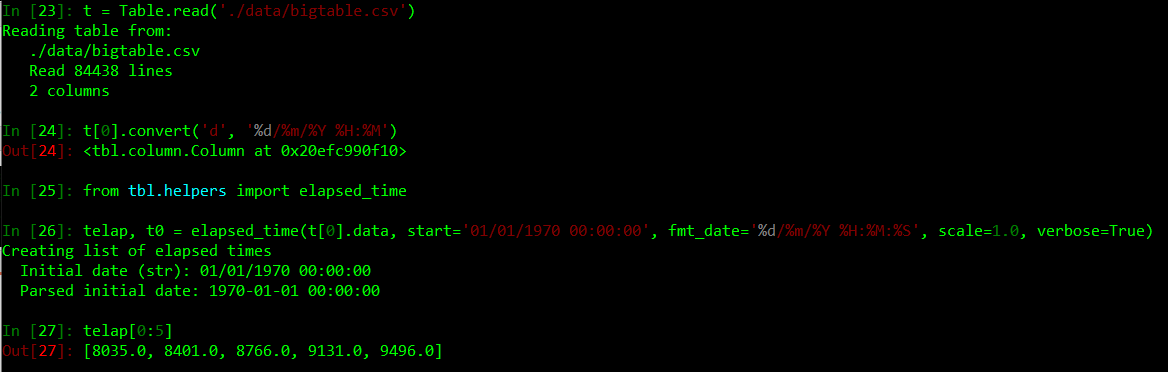 In [23]: t = Table.read('./data/bigtable.csv')
Reading table from:
   ./data/bigtable.csv
   Read 84438 lines
   2 columns

In [24]: t[0].convert('d', '%d/%m/%Y %H:%M')
Out[24]: <tbl.column.Column at 0x20efc990f10>

In [25]: from tbl.helpers import elapsed_time

In [26]: telap, t0 = elapsed_time(t[0].data, start='01/01/1970 00:00:00', fmt_date='%d/%m/%Y %H:%M:%S', scale=1.0, verbose=True)
Creating list of elapsed times
  Initial date (str): 01/01/1970 00:00:00
  Parsed initial date: 1970-01-01 00:00:00

In [27]: telap[0:5]
Out[27]: [8035.0, 8401.0, 8766.0, 9131.0, 9496.0]